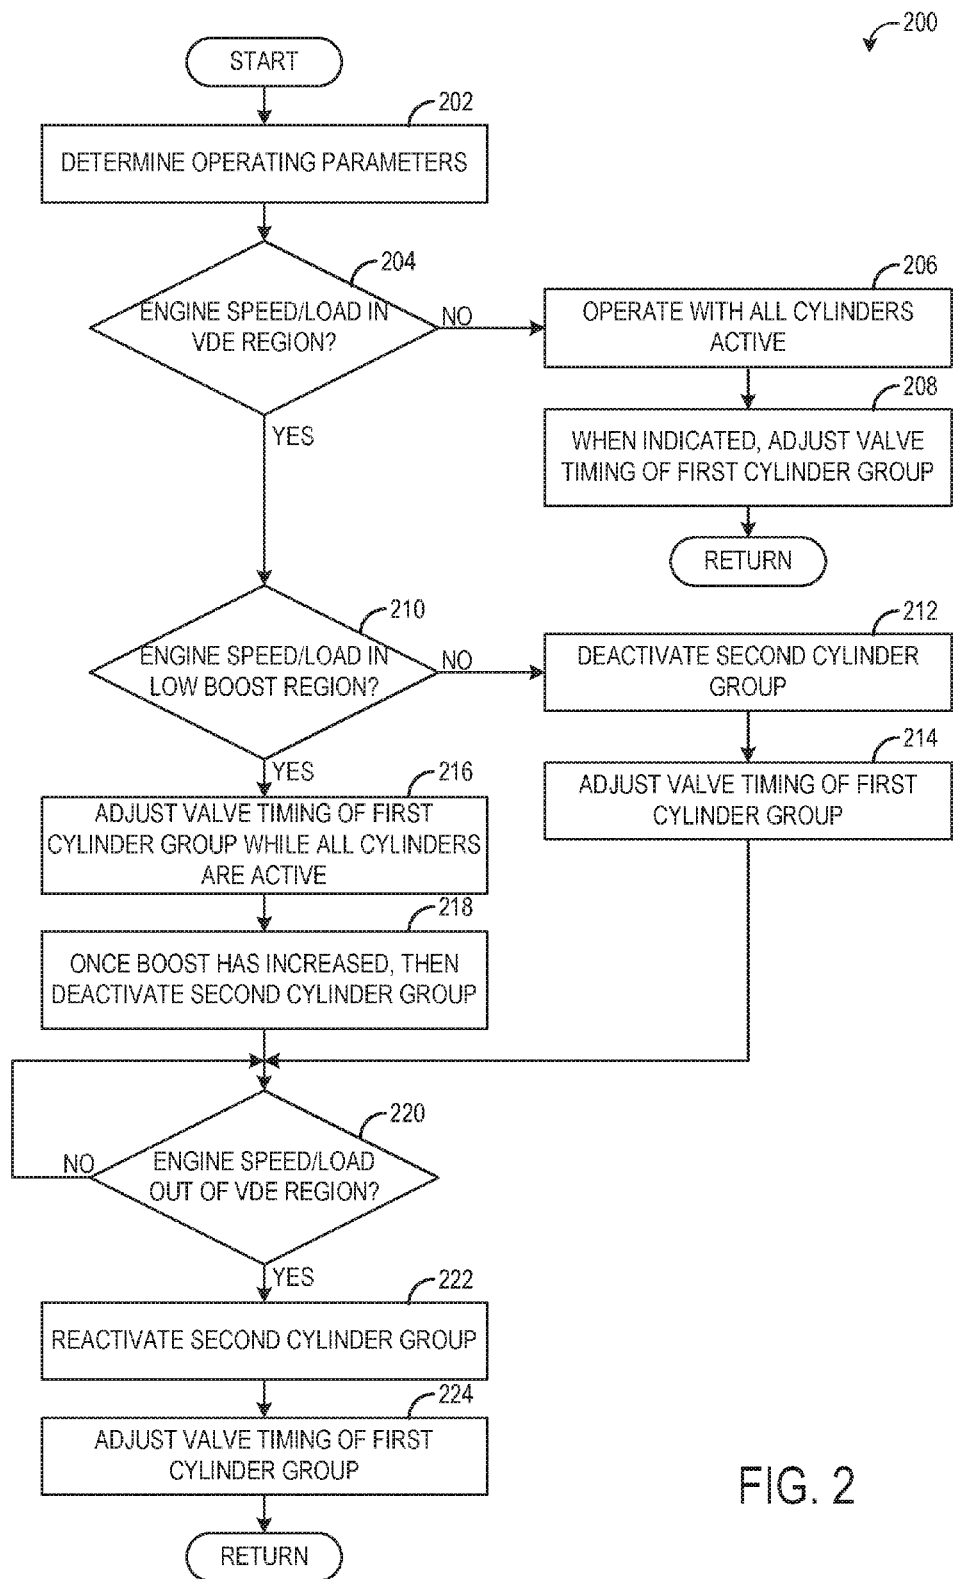 200
START
202
DETERMINE OPERATING PARAMETERS
204
ENGINE SPEED/LOAD IN
VDE REGION?
NO
YES
206
OPERATE WITH ALL CYLINDERS
ACTIVE
208
WHEN INDICATED, ADJUST VALVE
TIMING OF FIRST CYLINDER GROUP
RETURN
210
ENGINE SPEED/LOAD IN
LOW BOOST REGION?
NO
YES
212
DEACTIVATE SECOND CYLINDER
GROUP
214
ADJUST VALVE TIMING OF FIRST
CYLINDER GROUP
216
ADJUST VALVE TIMING OF FIRST
CYLINDER GROUP WHILE ALL CYLINDERS
ARE ACTIVE
218
ONCE BOOST HAS INCREASED, THEN
DEACTIVATE SECOND CYLINDER GROUP
220
ENGINE SPEED/LOAD
OUT OF VDE REGION?
NO
YES
222
REACTIVATE SECOND CYLINDER GROUP
224
ADJUST VALVE TIMING OF FIRST
CYLINDER GROUP
RETURN
FIG. 2